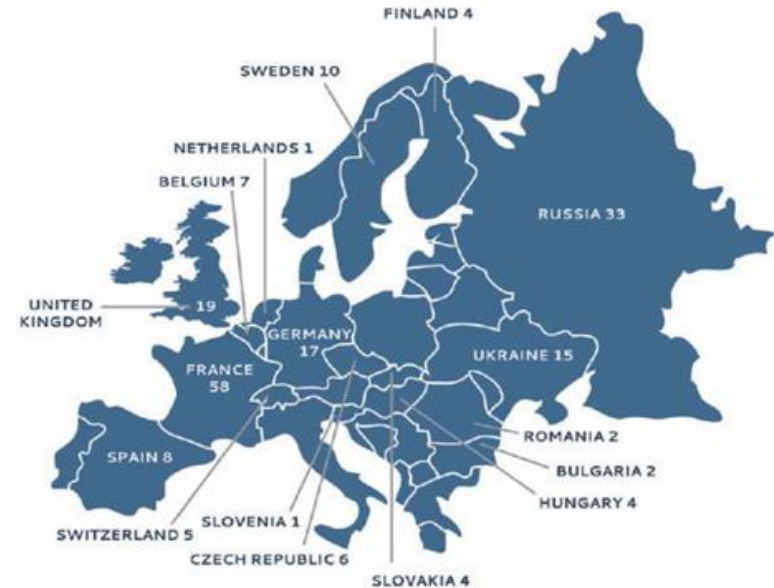 FINLAND 4
SWEDEN 10
NETHERLANDS 1
BELGIUM 7
RUSSIA 33
UNITED
KINGDOM
19
GERMANY
17
UKRAINE 15
FRANCE
58
ROMANIA 2
SPAIN 8
BULGARIA 2
HUNGARY 4
SLOVENIA 1
SWITZERLAND 5
CZECH REPUBLIC 6
SLOVAKIA 4